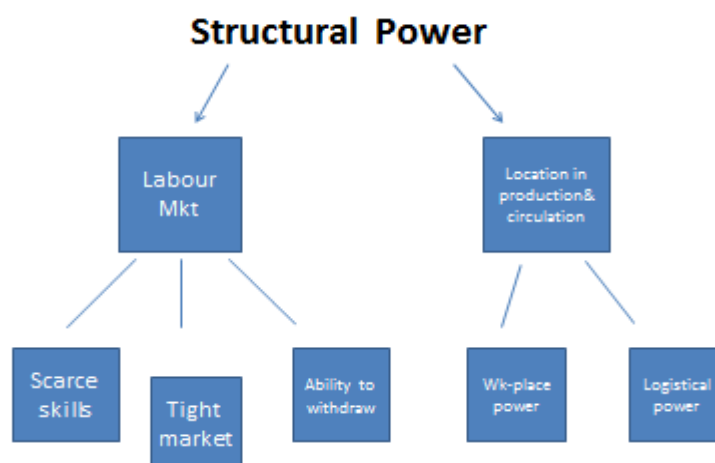 Structural Power
Labour
Mkt
Location in
production&
circulation
Scarce
skills
Tight
market
Ability to
withdraw
Wk-place
power
Logistical
power